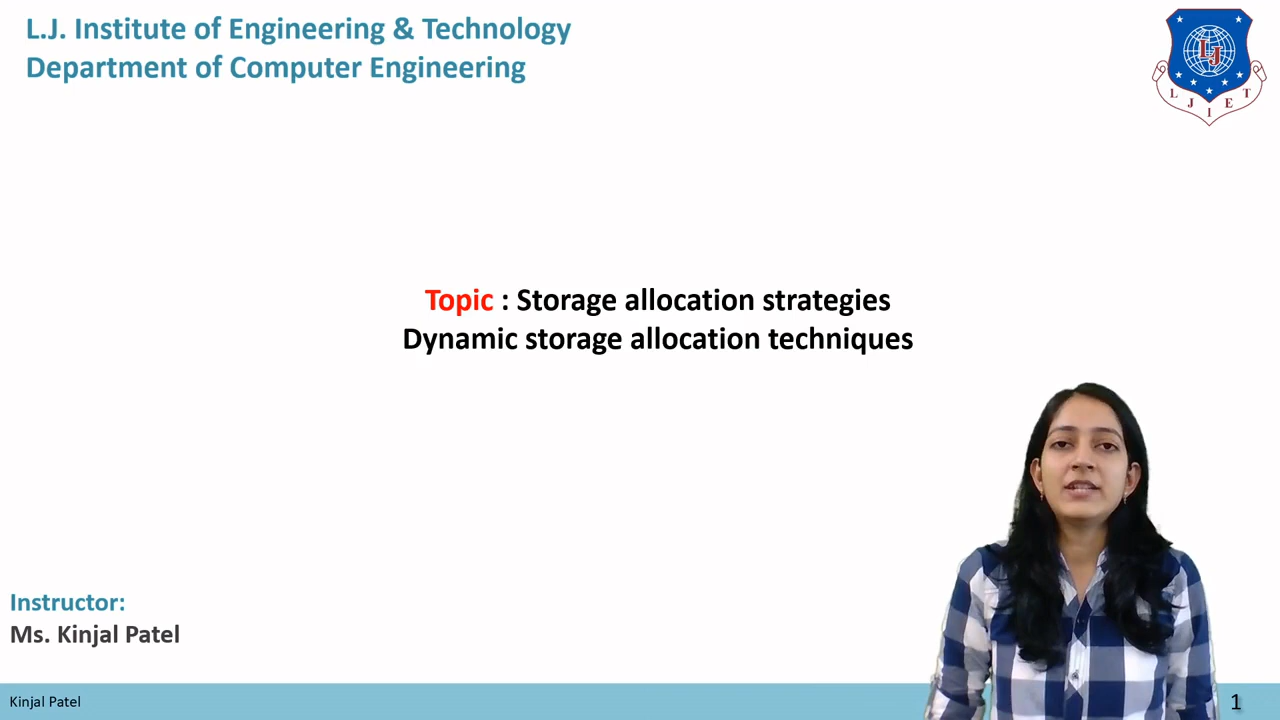 L.J. Institute of Engineering & Technology
Department of Computer Engineering
LJ
L J I E T
Topic : Storage allocation strategies
Dynamic storage allocation techniques
Instructor:
Ms. Kinjal Patel
Kinjal Patel
1